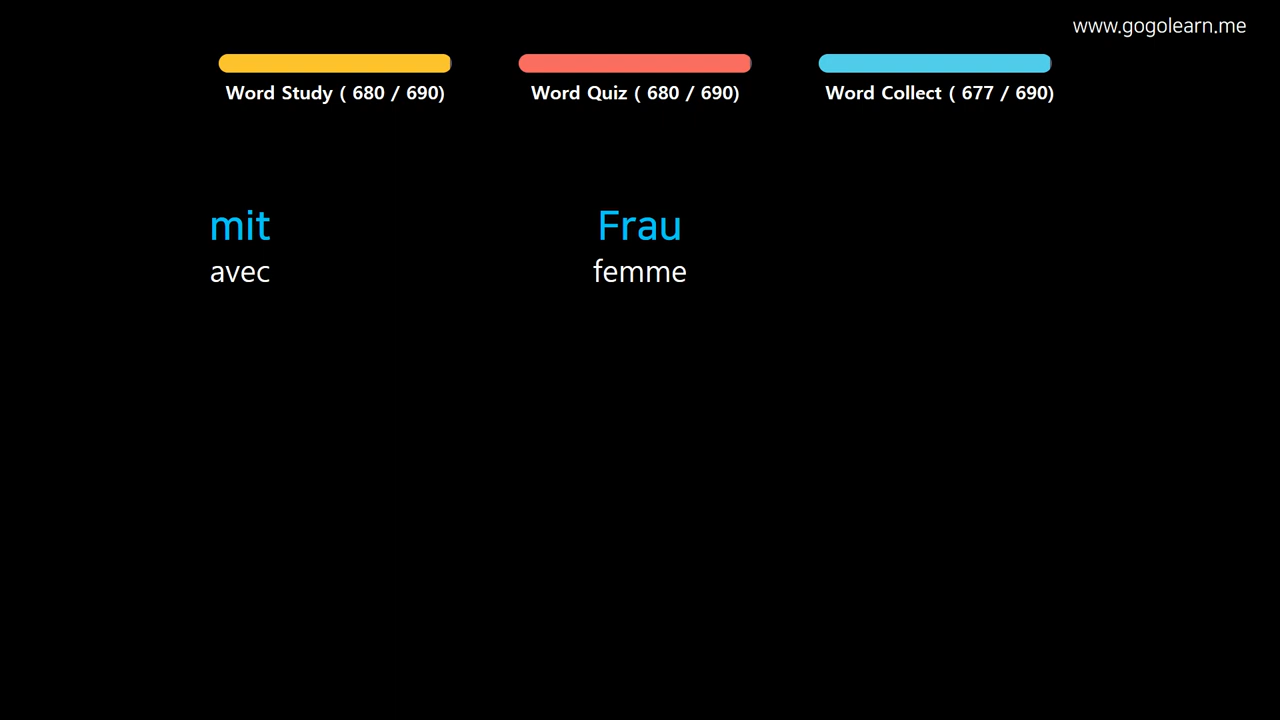 www.gogolearn.me
Word Study ( 680 / 690)
Word Quiz ( 680 / 690)
Word Collect ( 677 / 690)
mit
avec
Frau
femme